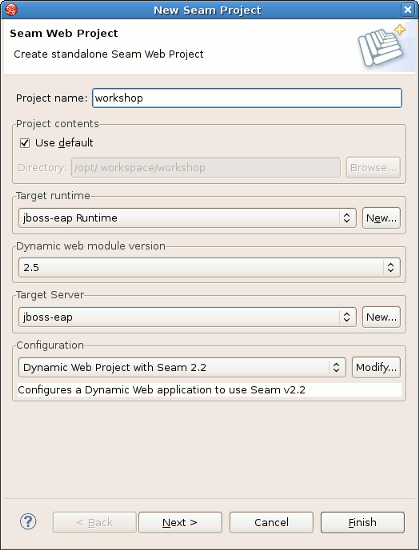 New Seam Project
Seam Web Project
Create standalone Seam Web Project
Project name: workshop
Project contents
Use default
Directory: /opt/ workspace/workshop Browse...
Target runtime
jboss-eap Runtime New...
Dynamic web module version
2.5
Target Server
jboss-eap New...
Configuration
Dynamic Web Project with Seam 2.2 Modify...
Configures a Dynamic Web application to use Seam v2.2
? < Back Next > Cancel Finish